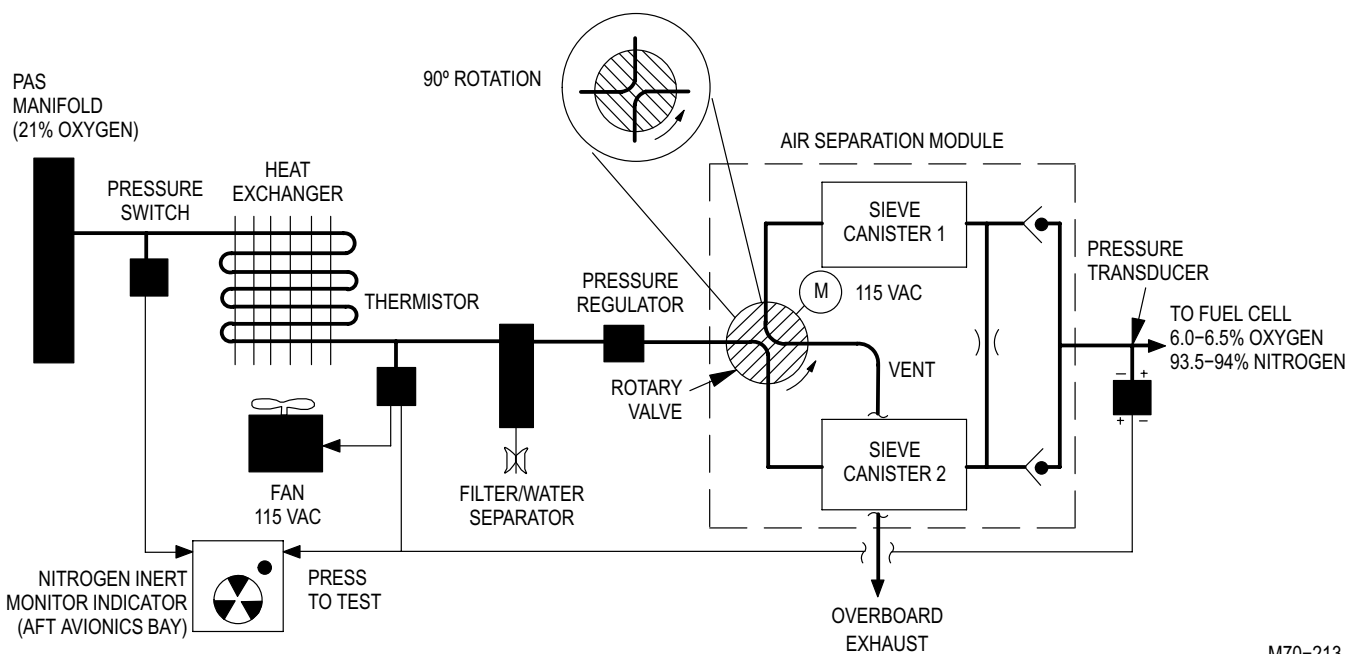 90º ROTATION
PAS
MANIFOLD
(21% OXYGEN)
AIR SEPARATION MODULE
HEAT
EXCHANGER
PRESSURE
SWITCH
SIEVE
CANISTER 1
PRESSURE
TRANSDUCER
PRESSURE
REGULATOR
M
115 VAC
THERMISTOR
TO FUEL CELL
6.0−6.5% OXYGEN
93.5−94% NITROGEN
VENT
ROTARY
VALVE
− +
+ −
SIEVE
CANISTER 2
FAN
115 VAC
FILTER/WATER
SEPARATOR
NITROGEN INERT
MONITOR INDICATOR
(AFT AVIONICS BAY)
PRESS
TO TEST
OVERBOARD
EXHAUST
M70−213